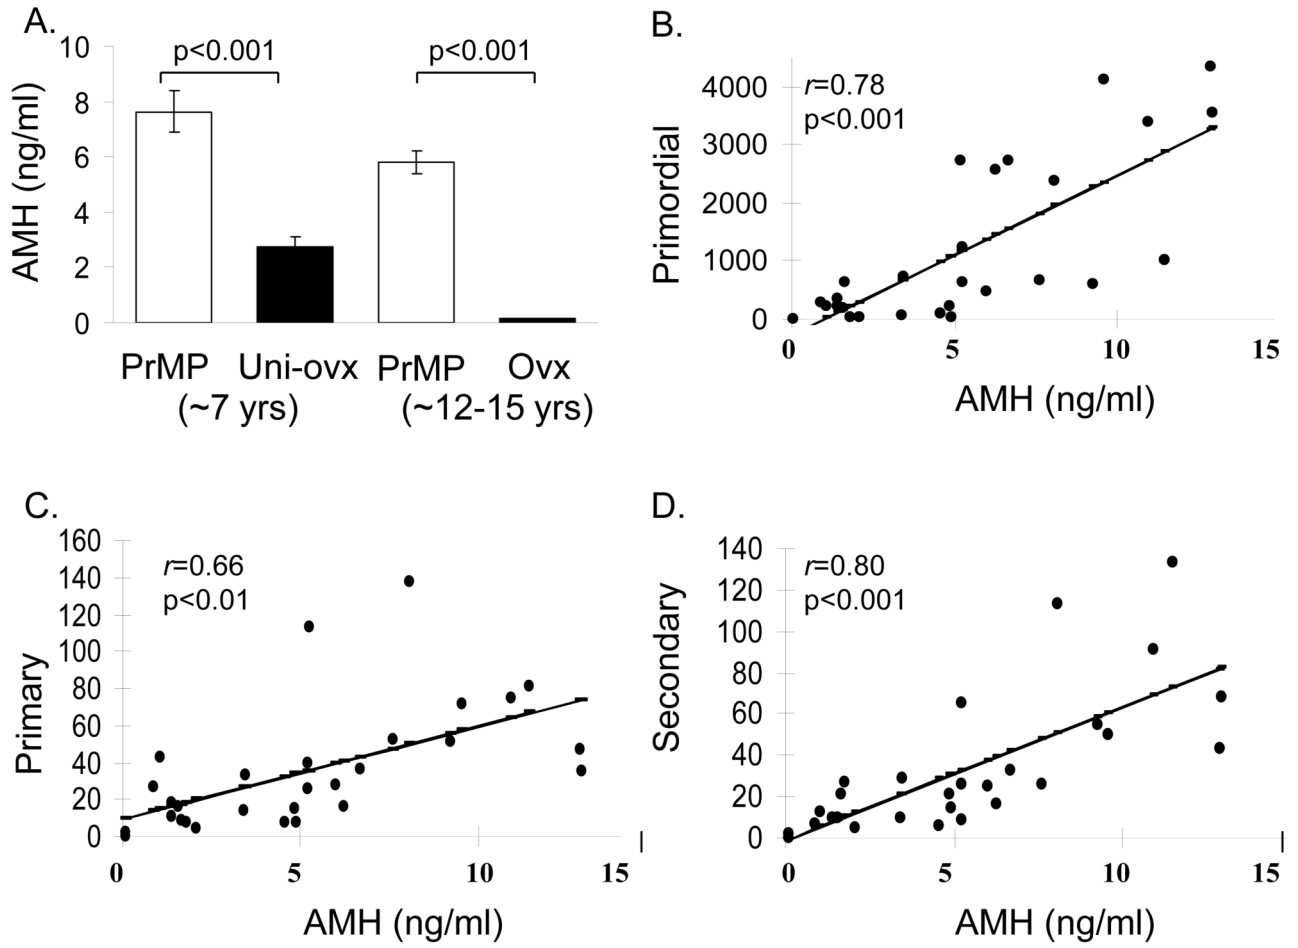 A.
AMH (ng/ml)
10
8
6
4
2
0
p<0.001
p<0.001
PrMP Uni-ovx PrMP Ovx
(~7 yrs) (~12-15 yrs)
B.
Primordial
4000
3000
2000
1000
0
r=0.78
p<0.001
0 5 10 15
AMH (ng/ml)
C.
Primary
160
140
120
100
80
60
40
20
0
r=0.66
p<0.01
0 5 10 15
AMH (ng/ml)
D.
Secondary
140
120
100
80
60
40
20
0
r=0.80
p<0.001
0 5 10 15
AMH (ng/ml)